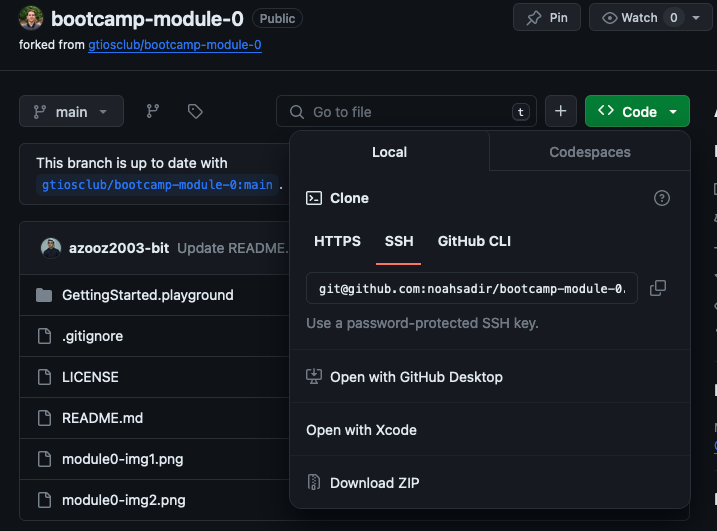 bootcamp-module-0 Public
Pin
Watch 0
forked from gtiosclub/bootcamp-module-0
main
Go to file t
Code
This branch is up to date with
gtiosclub/bootcamp-module-0:main .
azooz2003-bit Update README.
GettingStarted.playground
.gitignore
LICENSE
README.md
module0-img1.png
module0-img2.png
Local
Codespaces
Clone
HTTPS SSH GitHub CLI
git@github.com:noahsadir/bootcamp-module-0.
Use a password-protected SSH key.
Open with GitHub Desktop
Open with Xcode
Download ZIP